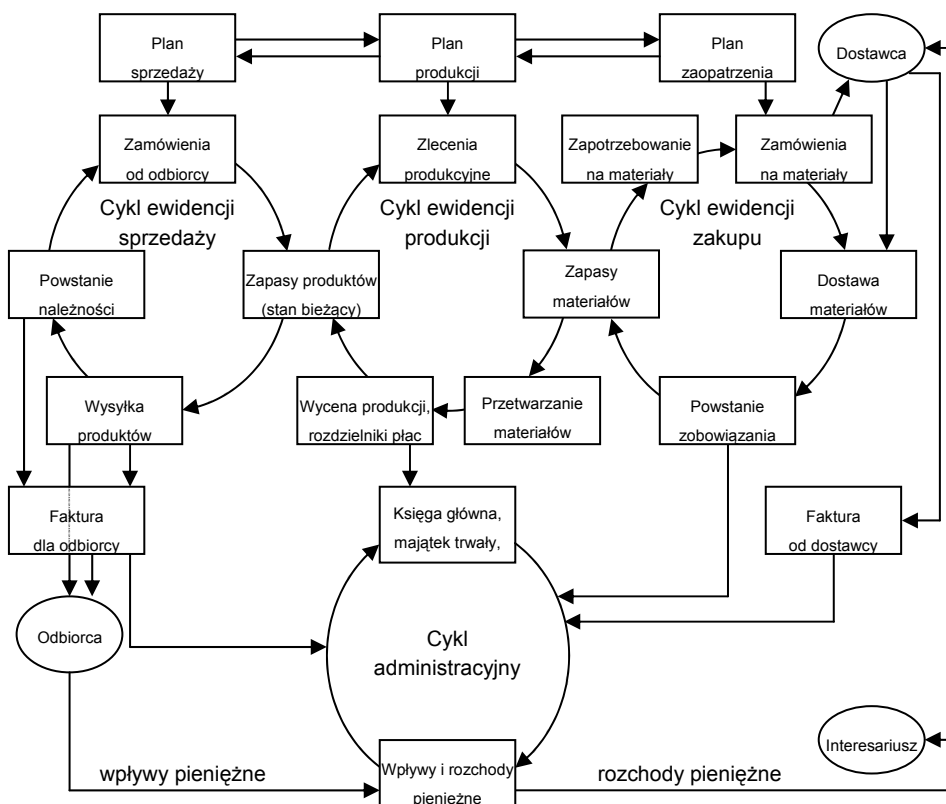 Plan
sprzedaży
Plan
produkcji
Plan
zaopatrzenia
Dostawca
Zamówienia
od odbiorcy
Zlecenia
produkcyjne
Zapotrzebowanie
na materiały
Zamówienia
na materiały
Cykl ewidencji
sprzedaży
Cykl ewidencji
produkcji
Cykl ewidencji
zakupu
Powstanie
należności
Zapasy produktów
(stan bieżący)
Zapasy
materiałów
Dostawa
materiałów
Wysyłka
produktów
Wycena produkcji,
rozdzielniki płac
Przetwarzanie
materiałów
Powstanie
zobowiązania
Faktura
dla odbiorcy
Księga główna,
majątek trwały,
Faktura
od dostawcy
Odbiorca
Cykl
administracyjny
Interesariusz
wpływy pieniężne
Wpływy i rozchody
pieniężne
rozchody pieniężne